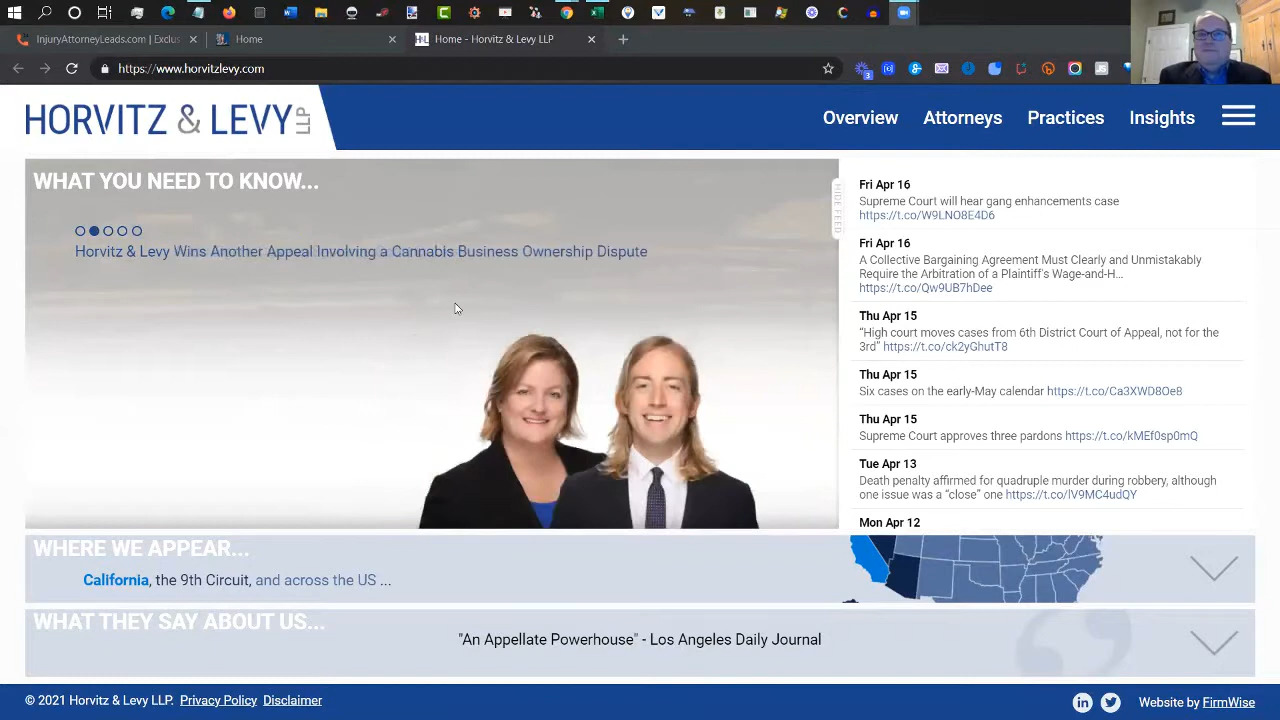 InjuryAttorneyLeads.com | Exclus
Home
Home - Horvitz & Levy LLP
https://www.horvitzlevy.com
HORVITZ & LEVY LLP
Overview
Attorneys
Practices
Insights
WHAT YOU NEED TO KNOW...
Horvitz & Levy Wins Another Appeal Involving a Cannabis Business Ownership Dispute
HIDE FEED
Fri Apr 16
Supreme Court will hear gang enhancements case
https://t.co/W9LNO8E4D6
Fri Apr 16
A Collective Bargaining Agreement Must Clearly and Unmistakably
Require the Arbitration of a Plaintiff's Wage-and-H...
https://t.co/Qw9UB7hDee
Thu Apr 15
“High court moves cases from 6th District Court of Appeal, not for the
3rd” https://t.co/ck2yGhutT8
Thu Apr 15
Six cases on the early-May calendar https://t.co/Ca3XWD8Oe8
Thu Apr 15
Supreme Court approves three pardons https://t.co/kMEf0sp0mQ
Tue Apr 13
Death penalty affirmed for quadruple murder during robbery, although
one issue was a “close” one https://t.co/lV9MC4udQY
Mon Apr 12
WHERE WE APPEAR...
California, the 9th Circuit, and across the US ...
WHAT THEY SAY ABOUT US...
"An Appellate Powerhouse" - Los Angeles Daily Journal
© 2021 Horvitz & Levy LLP. Privacy Policy Disclaimer
Website by FirmWise